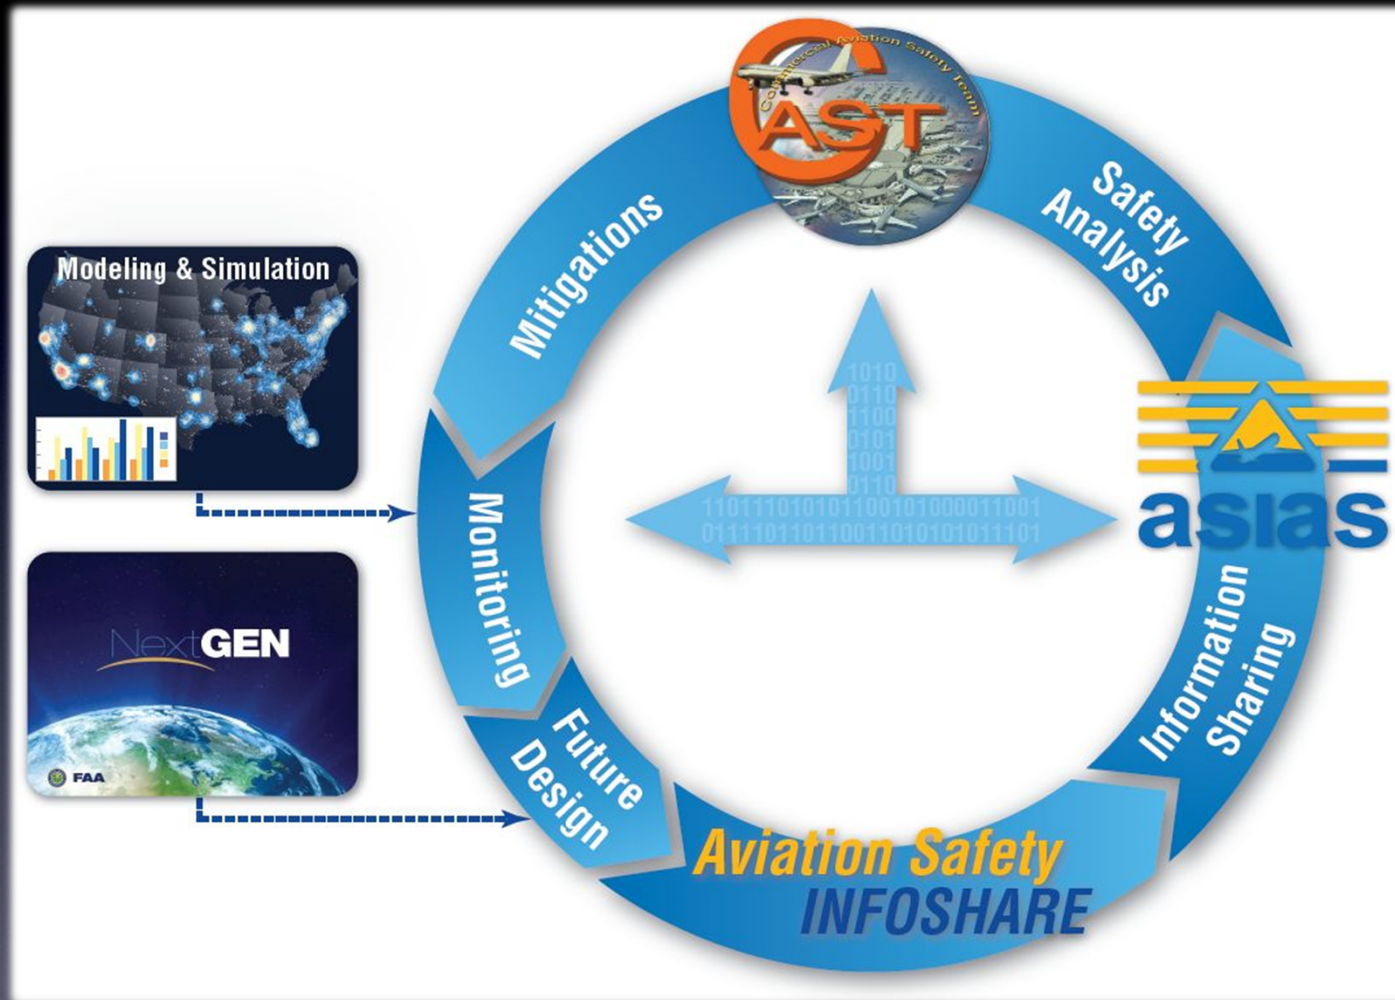 Commercial Aviation Safety Team
CAST
Safety
Analysis
Mitigations
Modeling & Simulation
1010
0110
1100
0101
1001
0110
110111010101100101000011001
0111101101100110101010111101
asias
Monitoring
Information
Sharing
NextGEN
FAA
Future
Design
Aviation Safety
INFOSHARE